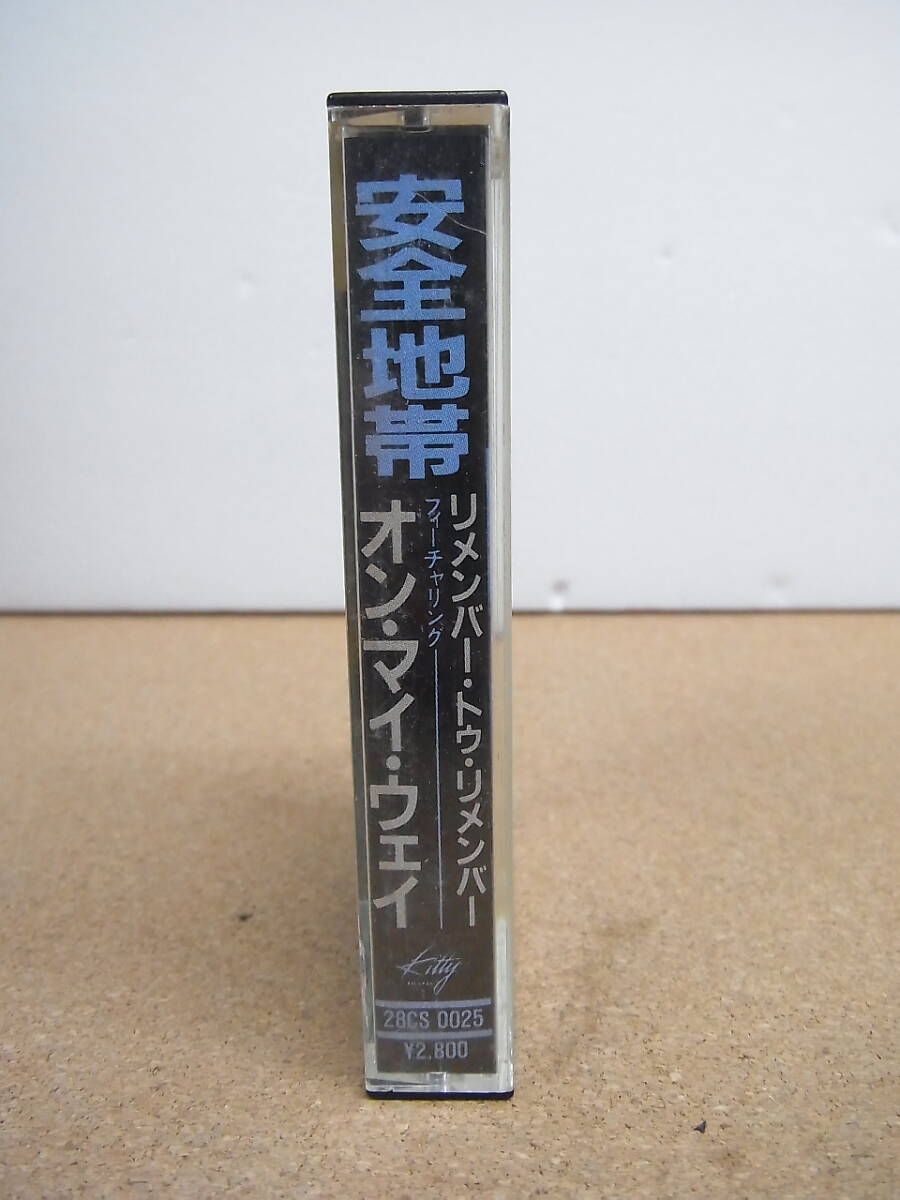 安全地帯
リメンバー・トゥ・リメンバー
フィーチャリング
オン・マイ・ウェイ
Kitty
28CS 0025
¥2,800